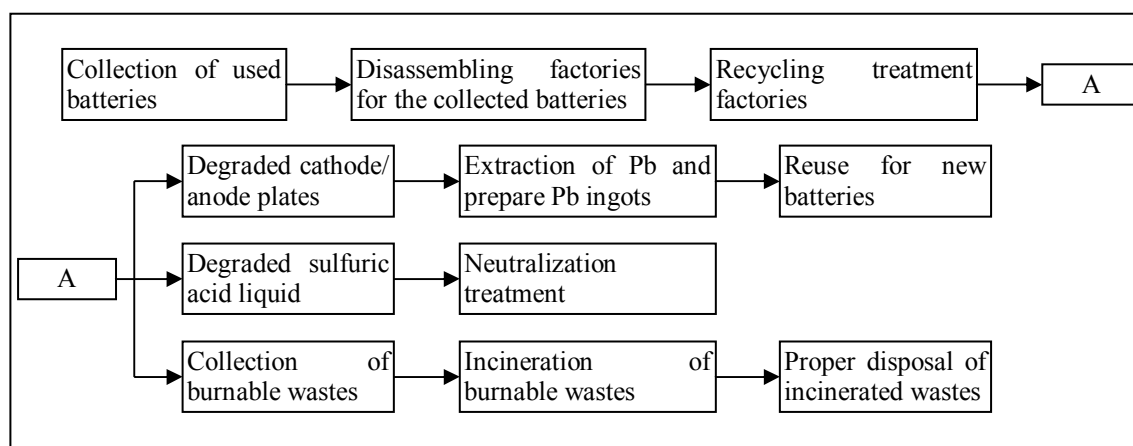 Collection of used
batteries
Disassembling factories
for the collected batteries
Recycling treatment
factories
A
Degraded cathode/
anode plates
Extraction of Pb and
prepare Pb ingots
Reuse for new
batteries
A
Degraded sulfuric
acid liquid
Neutralization
treatment
Collection of
burnable wastes
Incineration of
burnable wastes
Proper disposal of
incinerated wastes